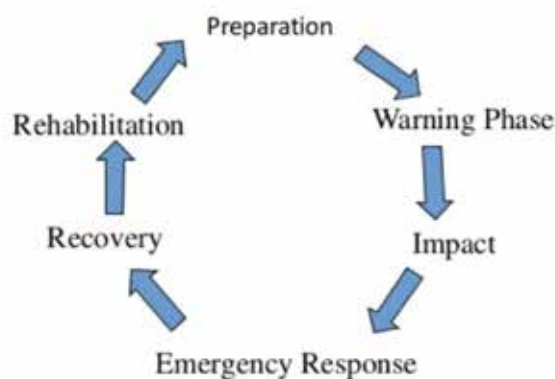 Preparation
Warning Phase
Impact
Emergency Response
Recovery
Rehabilitation